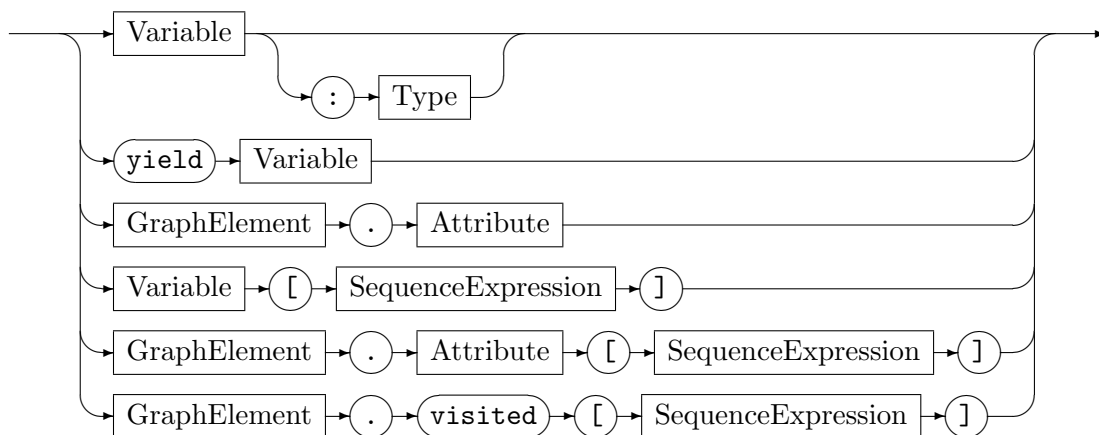 Variable
: Type
yield Variable
GraphElement . Attribute
Variable [ SequenceExpression ]
GraphElement . Attribute [ SequenceExpression ]
GraphElement . visited [ SequenceExpression ]